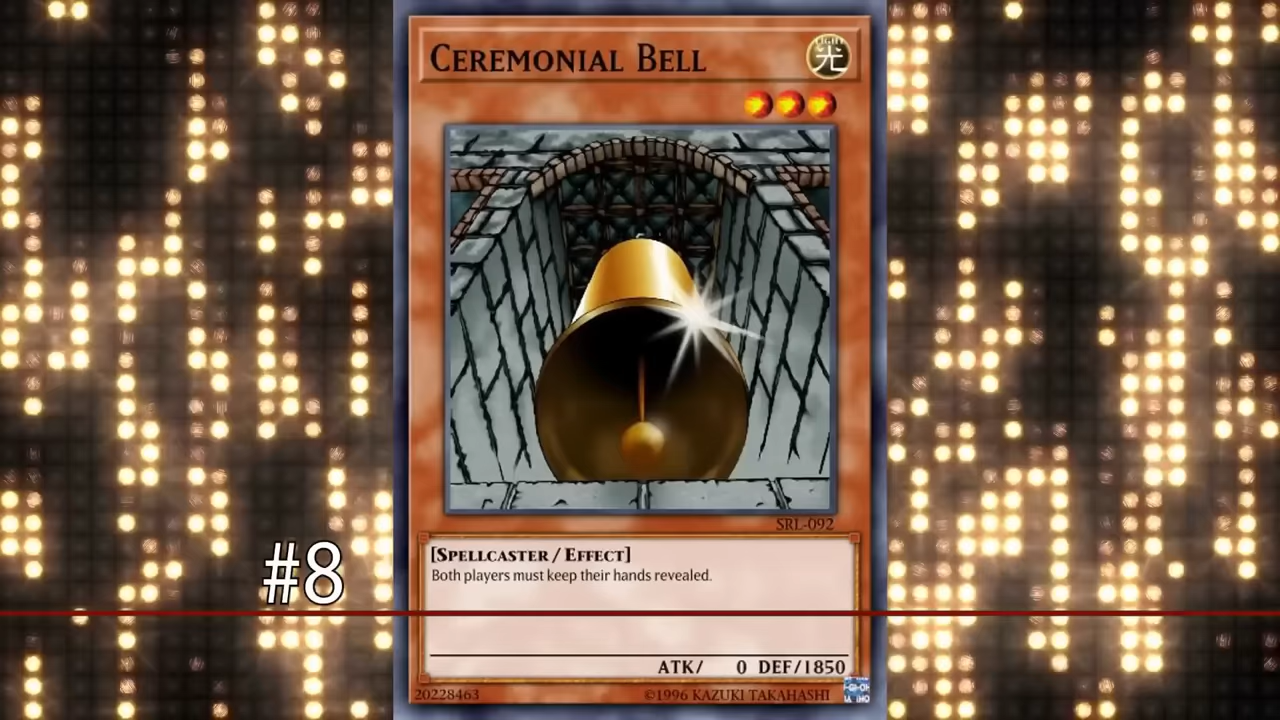 CEREMONIAL BELL
LIGHT
光
SRL-092
[SPELLCASTER / EFFECT]
Both players must keep their hands revealed.
#8
ATK/ 0 DEF/1850
20228463
©1996 KAZUKI TAKAHASHI